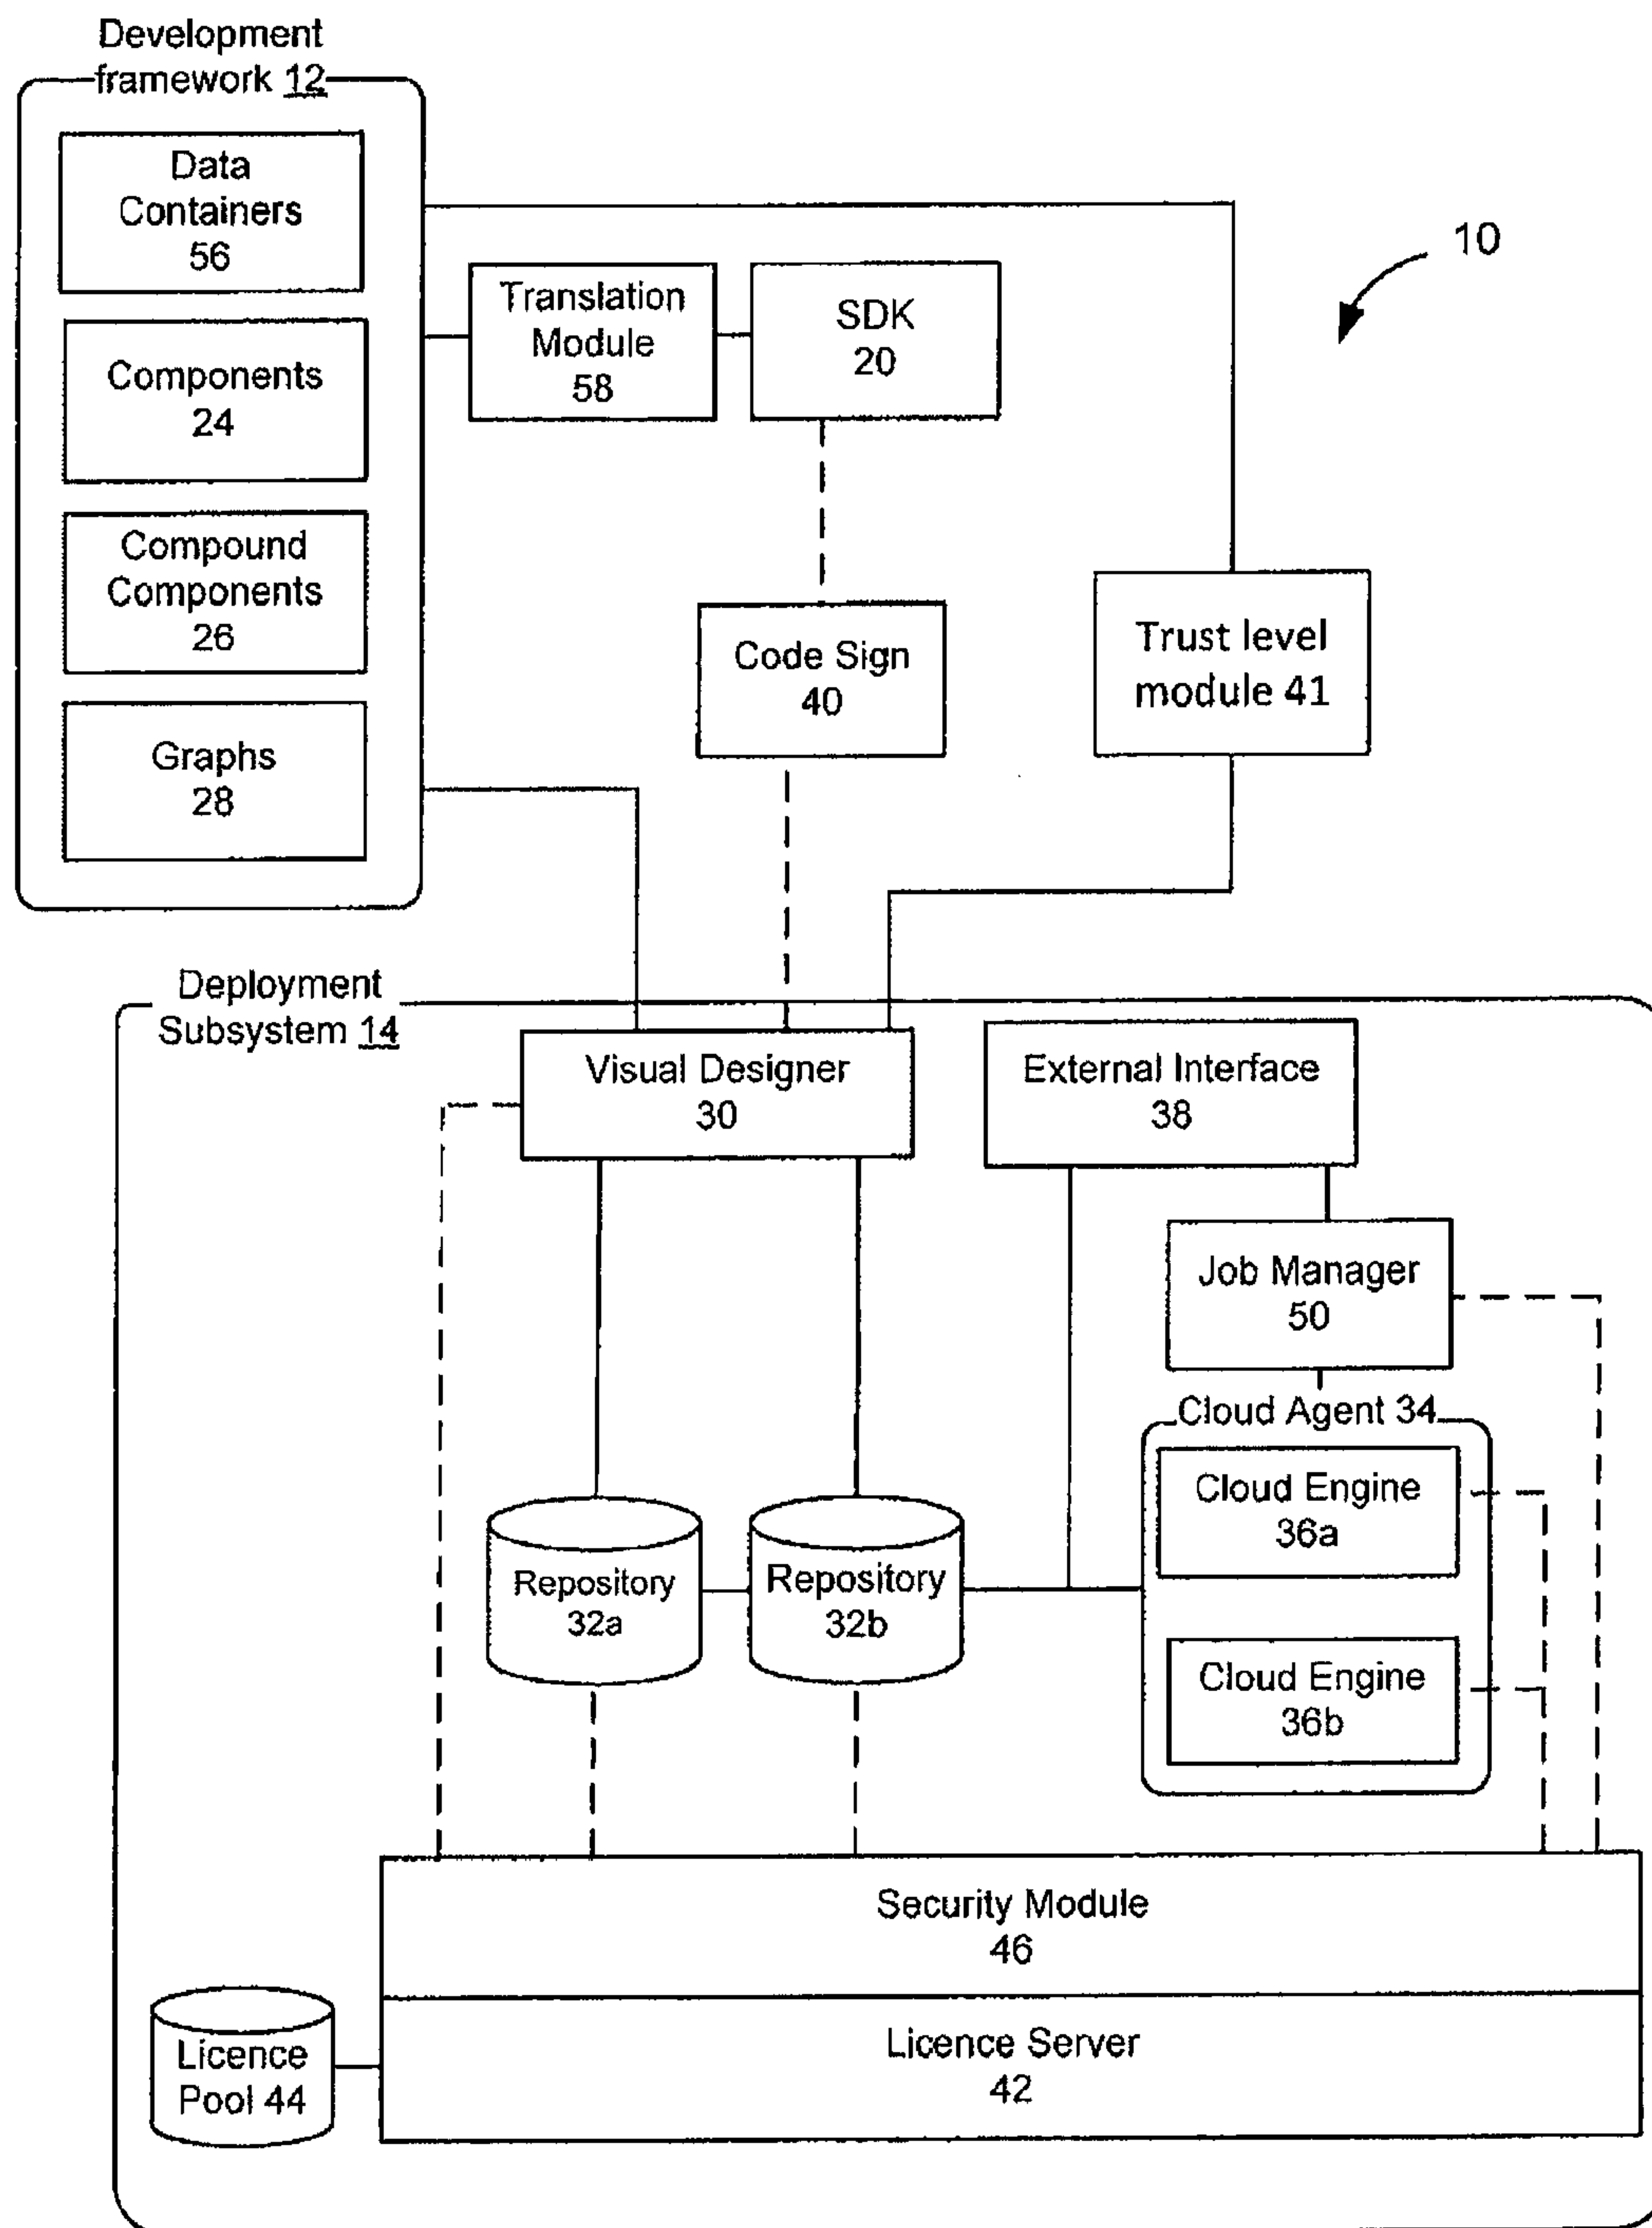 Development
framework 12
Data
Containers
56
Components
24
Compound
Components
26
Graphs
28
Translation
Module
58
SDK
20
10
Code Sign
40
Trust level
module 41
Deployment
Subsystem 14
Visual Designer
30
External Interface
38
Job Manager
50
Cloud Agent 34
Cloud Engine
36a
Cloud Engine
36b
Repository
32a
Repository
32b
Security Module
46
Licence Server
42
Licence
Pool 44